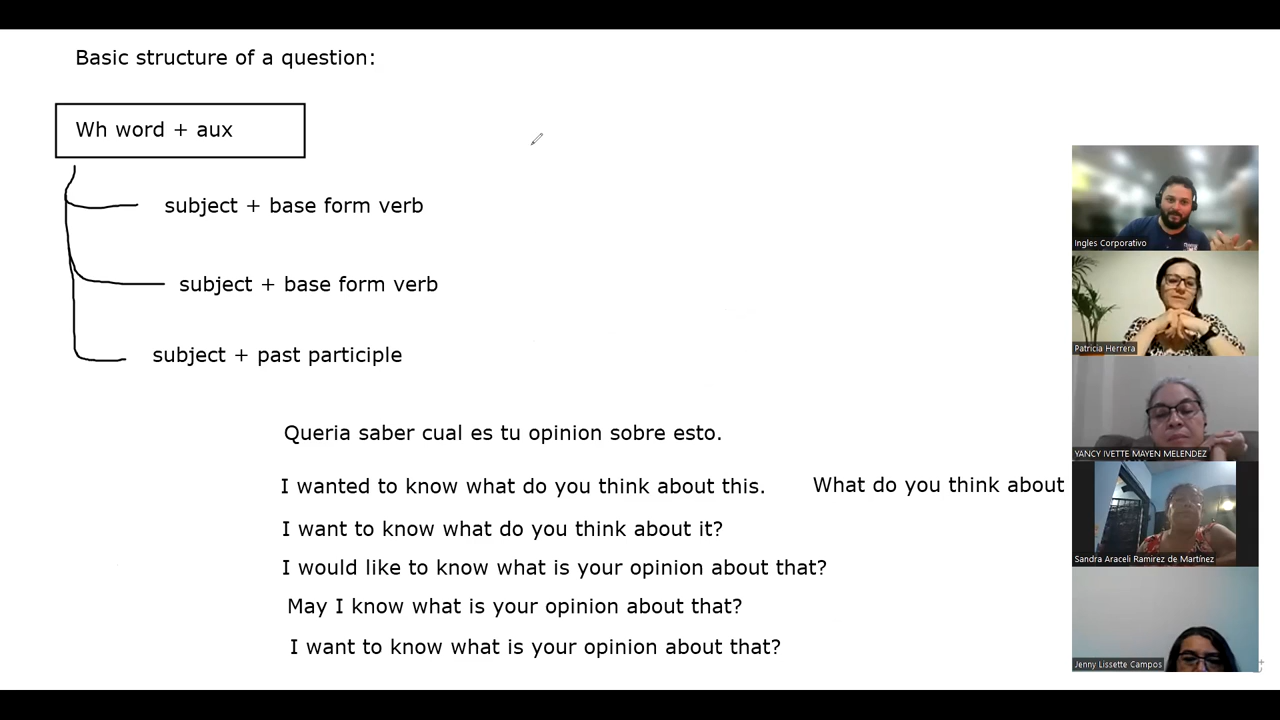 Basic structure of a question:
Wh word + aux
subject + base form verb
subject + base form verb
subject + past participle
Queria saber cual es tu opinion sobre esto.
I wanted to know what do you think about this. What do you think about
I want to know what do you think about it?
I would like to know what is your opinion about that?
May I know what is your opinion about that?
I want to know what is your opinion about that?
Ingles Corporativo
Patricia Herrera
YANCY IVETTE MAYEN MELENDEZ
Sandra Araceli Ramirez de Martínez
Jenny Lissette Campos